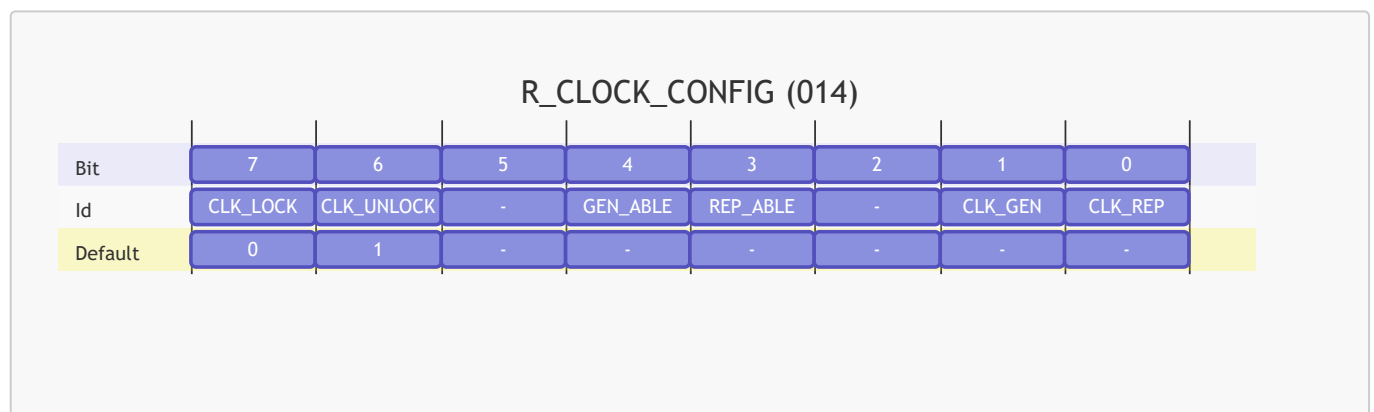 R_CLOCK_CONFIG (014)
Bit 7 6 5 4 3 2 1 0
Id CLK_LOCK CLK_UNLOCK - GEN_ABLE REP_ABLE - CLK_GEN CLK_REP
Default 0 1 - - - - - -